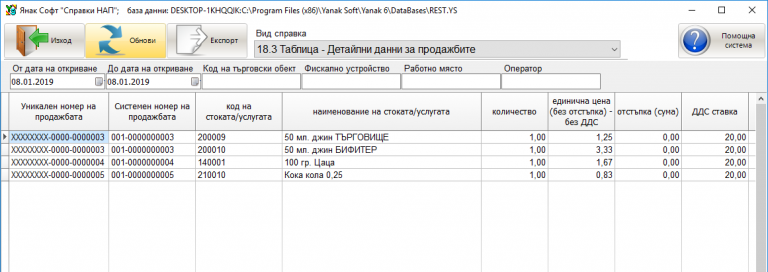 Янак Софт "Справки НАП"; база данни: DESKTOP-1KHQQIK:C:\Program Files (x86)\Yanak Soft\Yanak 6\DataBases\REST.YS
Изход Обнови Експорт Вид справка Помощна система
18.3 Таблица - Детайлни данни за продажбите
От дата на откриване До дата на откриване Код на търговски обект Фискално устройство Работно място Оператор
08.01.2019 08.01.2019
Уникален номер на продажбата Системен номер на продажбата код на стоката/услугата наименование на стоката/услугата количество единична цена (без отстъпка) - без ДДС отстъпка (сума) ДДС ставка
XXXXXXXX-0000-0000003 001-0000000003 200009 50 мл. джин ТЪРГОВИЩЕ 1,00 1,25 0,00 20,00
XXXXXXXX-0000-0000003 001-0000000003 200010 50 мл. джин БИФИТЕР 1,00 3,33 0,00 20,00
XXXXXXXX-0000-0000004 001-0000000004 140001 100 гр. Цаца 1,00 1,67 0,00 20,00
XXXXXXXX-0000-0000005 001-0000000005 210010 Кока кола 0,25 1,00 0,83 0,00 20,00